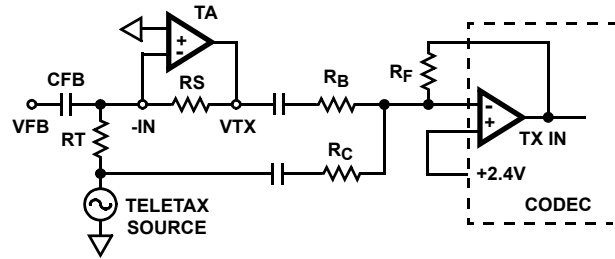 TA
CFB
RS
RB
RF
VFB
-IN
VTX
TX IN
RT
RC
+2.4V
TELETAX
SOURCE
CODEC
+
-
-
+